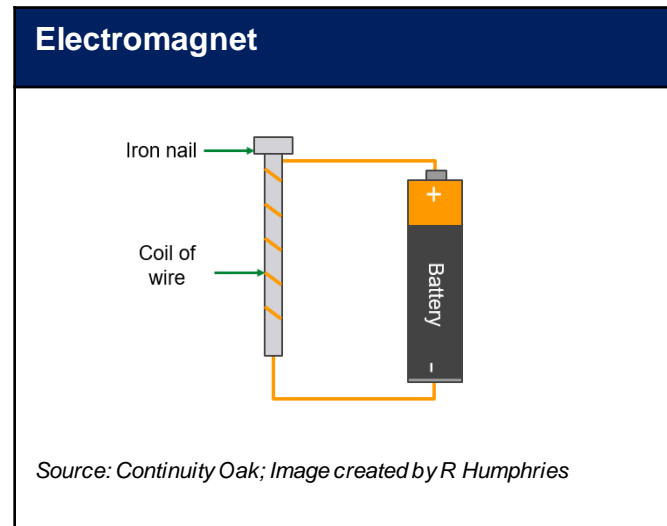 Electromagnet
Iron nail
Coil of
wire
+
Battery
-
Source: Continuity Oak; Image created by R Humphries